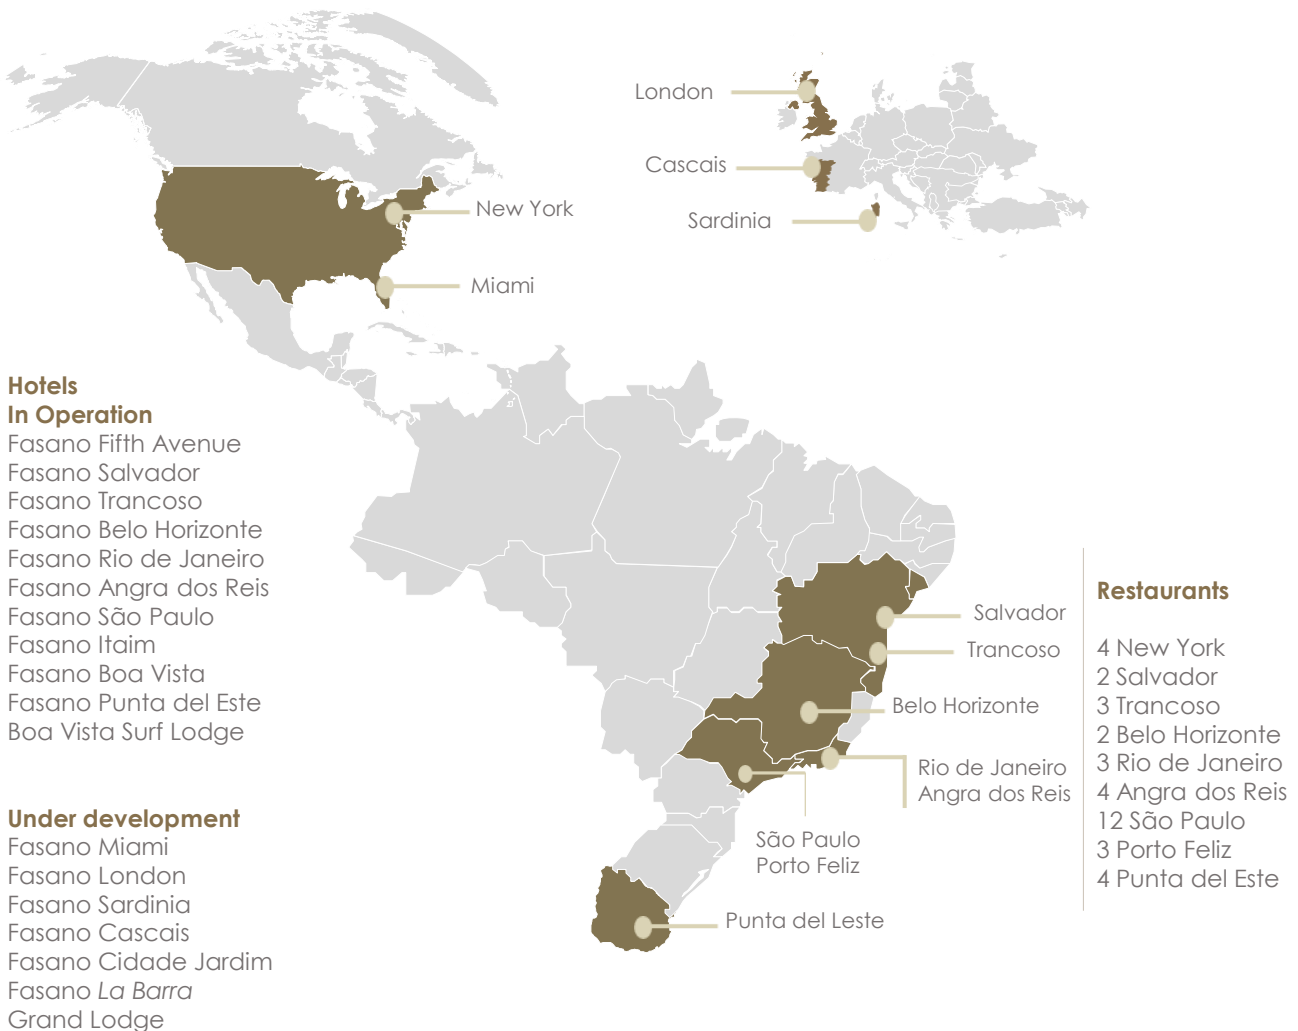 London
Cascais
Sardinia
New York
Miami
Hotels
In Operation
Fasano Fifth Avenue
Fasano Salvador
Fasano Trancoso
Fasano Belo Horizonte
Fasano Rio de Janeiro
Fasano Angra dos Reis
Fasano São Paulo
Fasano Itaim
Fasano Boa Vista
Fasano Punta del Este
Boa Vista Surf Lodge
Under development
Fasano Miami
Fasano London
Fasano Sardinia
Fasano Cascais
Fasano Cidade Jardim
Fasano La Barra
Grand Lodge
Salvador
Trancoso
Belo Horizonte
Rio de Janeiro
Angra dos Reis
São Paulo
Porto Feliz
Punta del Leste
Restaurants
4 New York
2 Salvador
3 Trancoso
2 Belo Horizonte
3 Rio de Janeiro
4 Angra dos Reis
12 São Paulo
3 Porto Feliz
4 Punta del Este